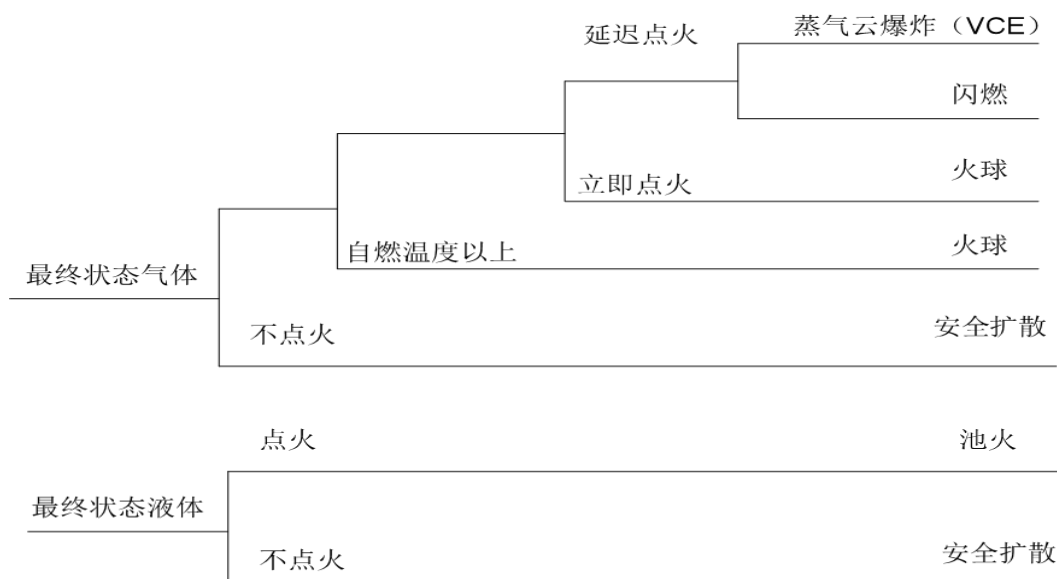 延迟点火
蒸气云爆炸（VCE）
闪燃
火球
立即点火
火球
自燃温度以上
最终状态气体
安全扩散
不点火
点火
池火
最终状态液体
安全扩散
不点火